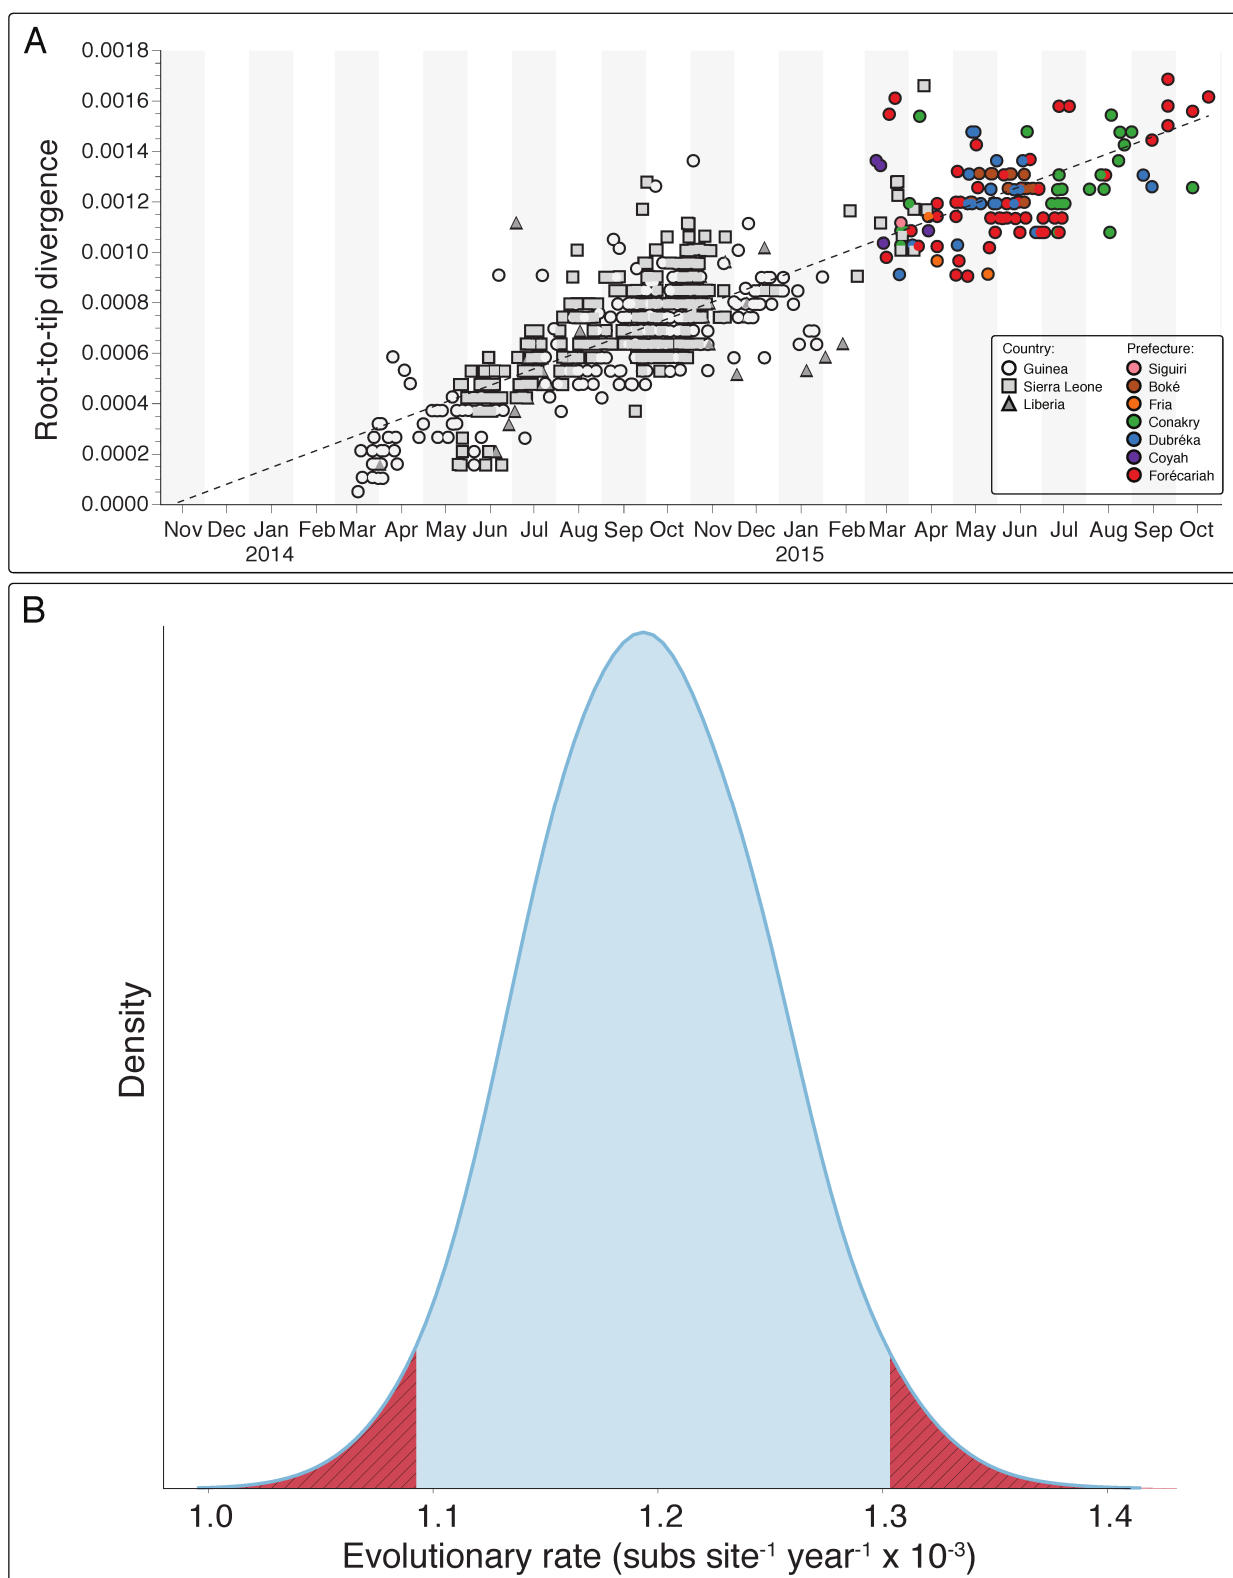 A
0.0018
0.0016
0.0014
0.0012
0.0010
0.0008
0.0006
0.0004
0.0002
0.0000
Root-to-tip divergence
Country:
Guinea
Sierra Leone
Liberia
Prefecture:
Siguiri
Boké
Fria
Conakry
Dubréka
Coyah
Forécariah
Nov Dec Jan Feb Mar Apr May Jun Jul Aug Sep Oct Nov Dec Jan Feb Mar Apr May Jun Jul Aug Sep Oct
2014 2015
B
Density
1.0 1.1 1.2 1.3 1.4
Evolutionary rate (subs site⁻¹ year⁻¹ x 10⁻³)